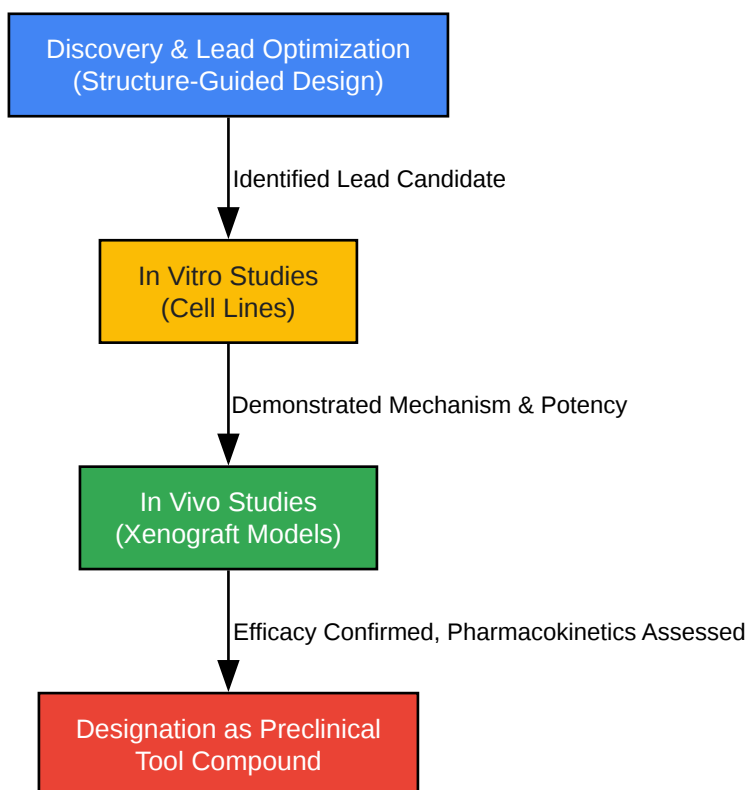 Discovery & Lead Optimization
(Structure-Guided Design)
Identified Lead Candidate
In Vitro Studies
(Cell Lines)
Demonstrated Mechanism & Potency
In Vivo Studies
(Xenograft Models)
Efficacy Confirmed, Pharmacokinetics Assessed
Designation as Preclinical
Tool Compound